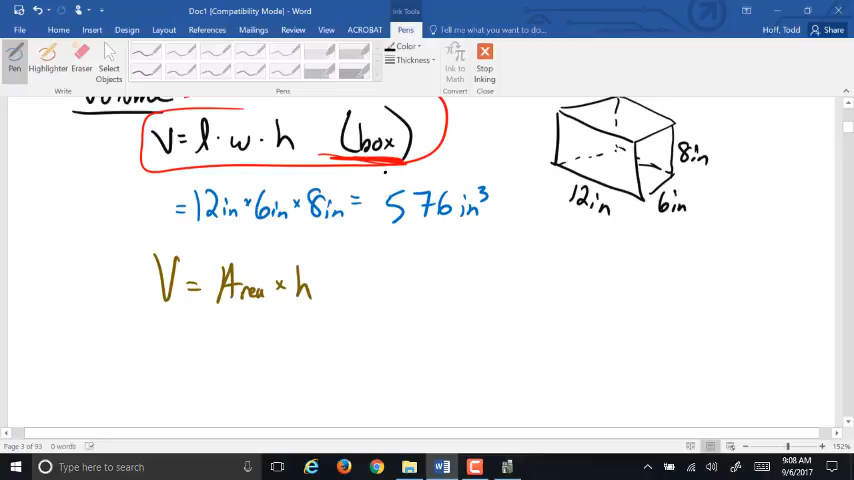 Doc1 [Compatibility Mode] - Word
Hoff, Todd
File Home Insert Design Layout References Mailings Review View ACROBAT Pens Tell me what you want to do...
Ink Tools
Pen Highlighter Eraser Select Objects
Color
Thickness
Ink to Math
Stop Inking
Write Pens Convert Close
Volume
V = l · w · h (box)
8in
12in 6in
= 12in × 6in × 8in = 576in³
V = Area × h
Page 3 of 93 0 words
152%
Type here to search
9:08 AM
9/6/2017